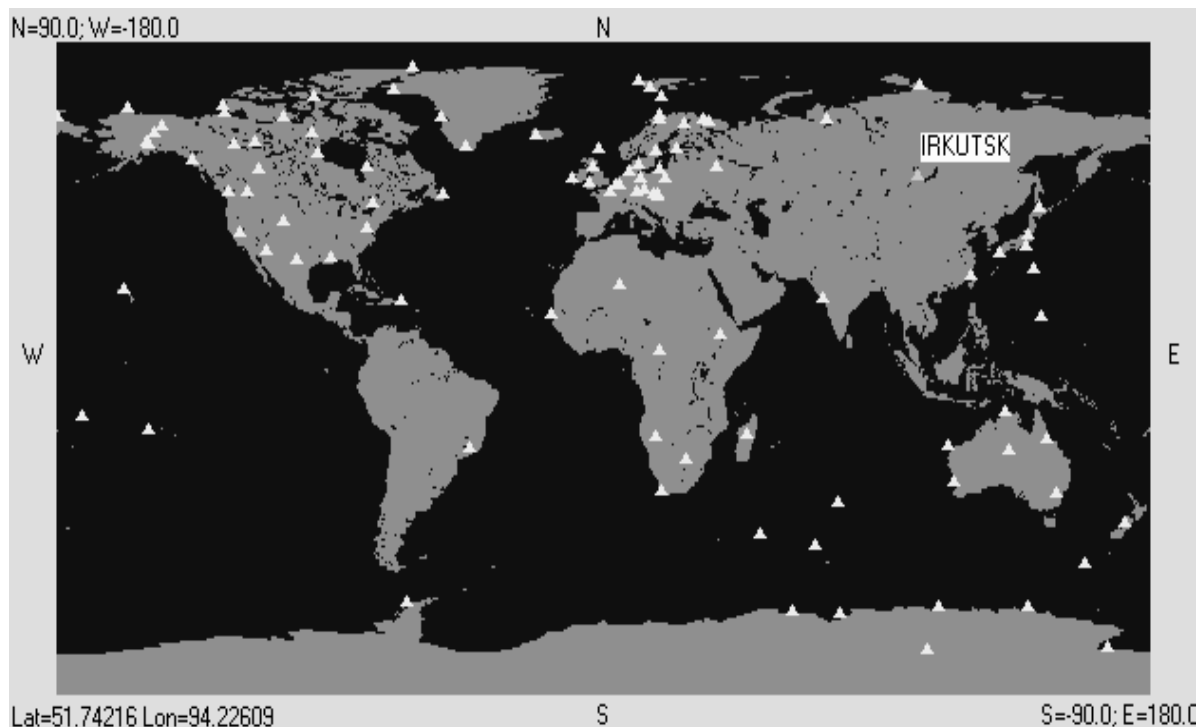 N=90.0; W=-180.0
N
IRKUTSK
W
E
Lat=51.74216 Lon=94.22609
S
S=-90.0; E=180.0